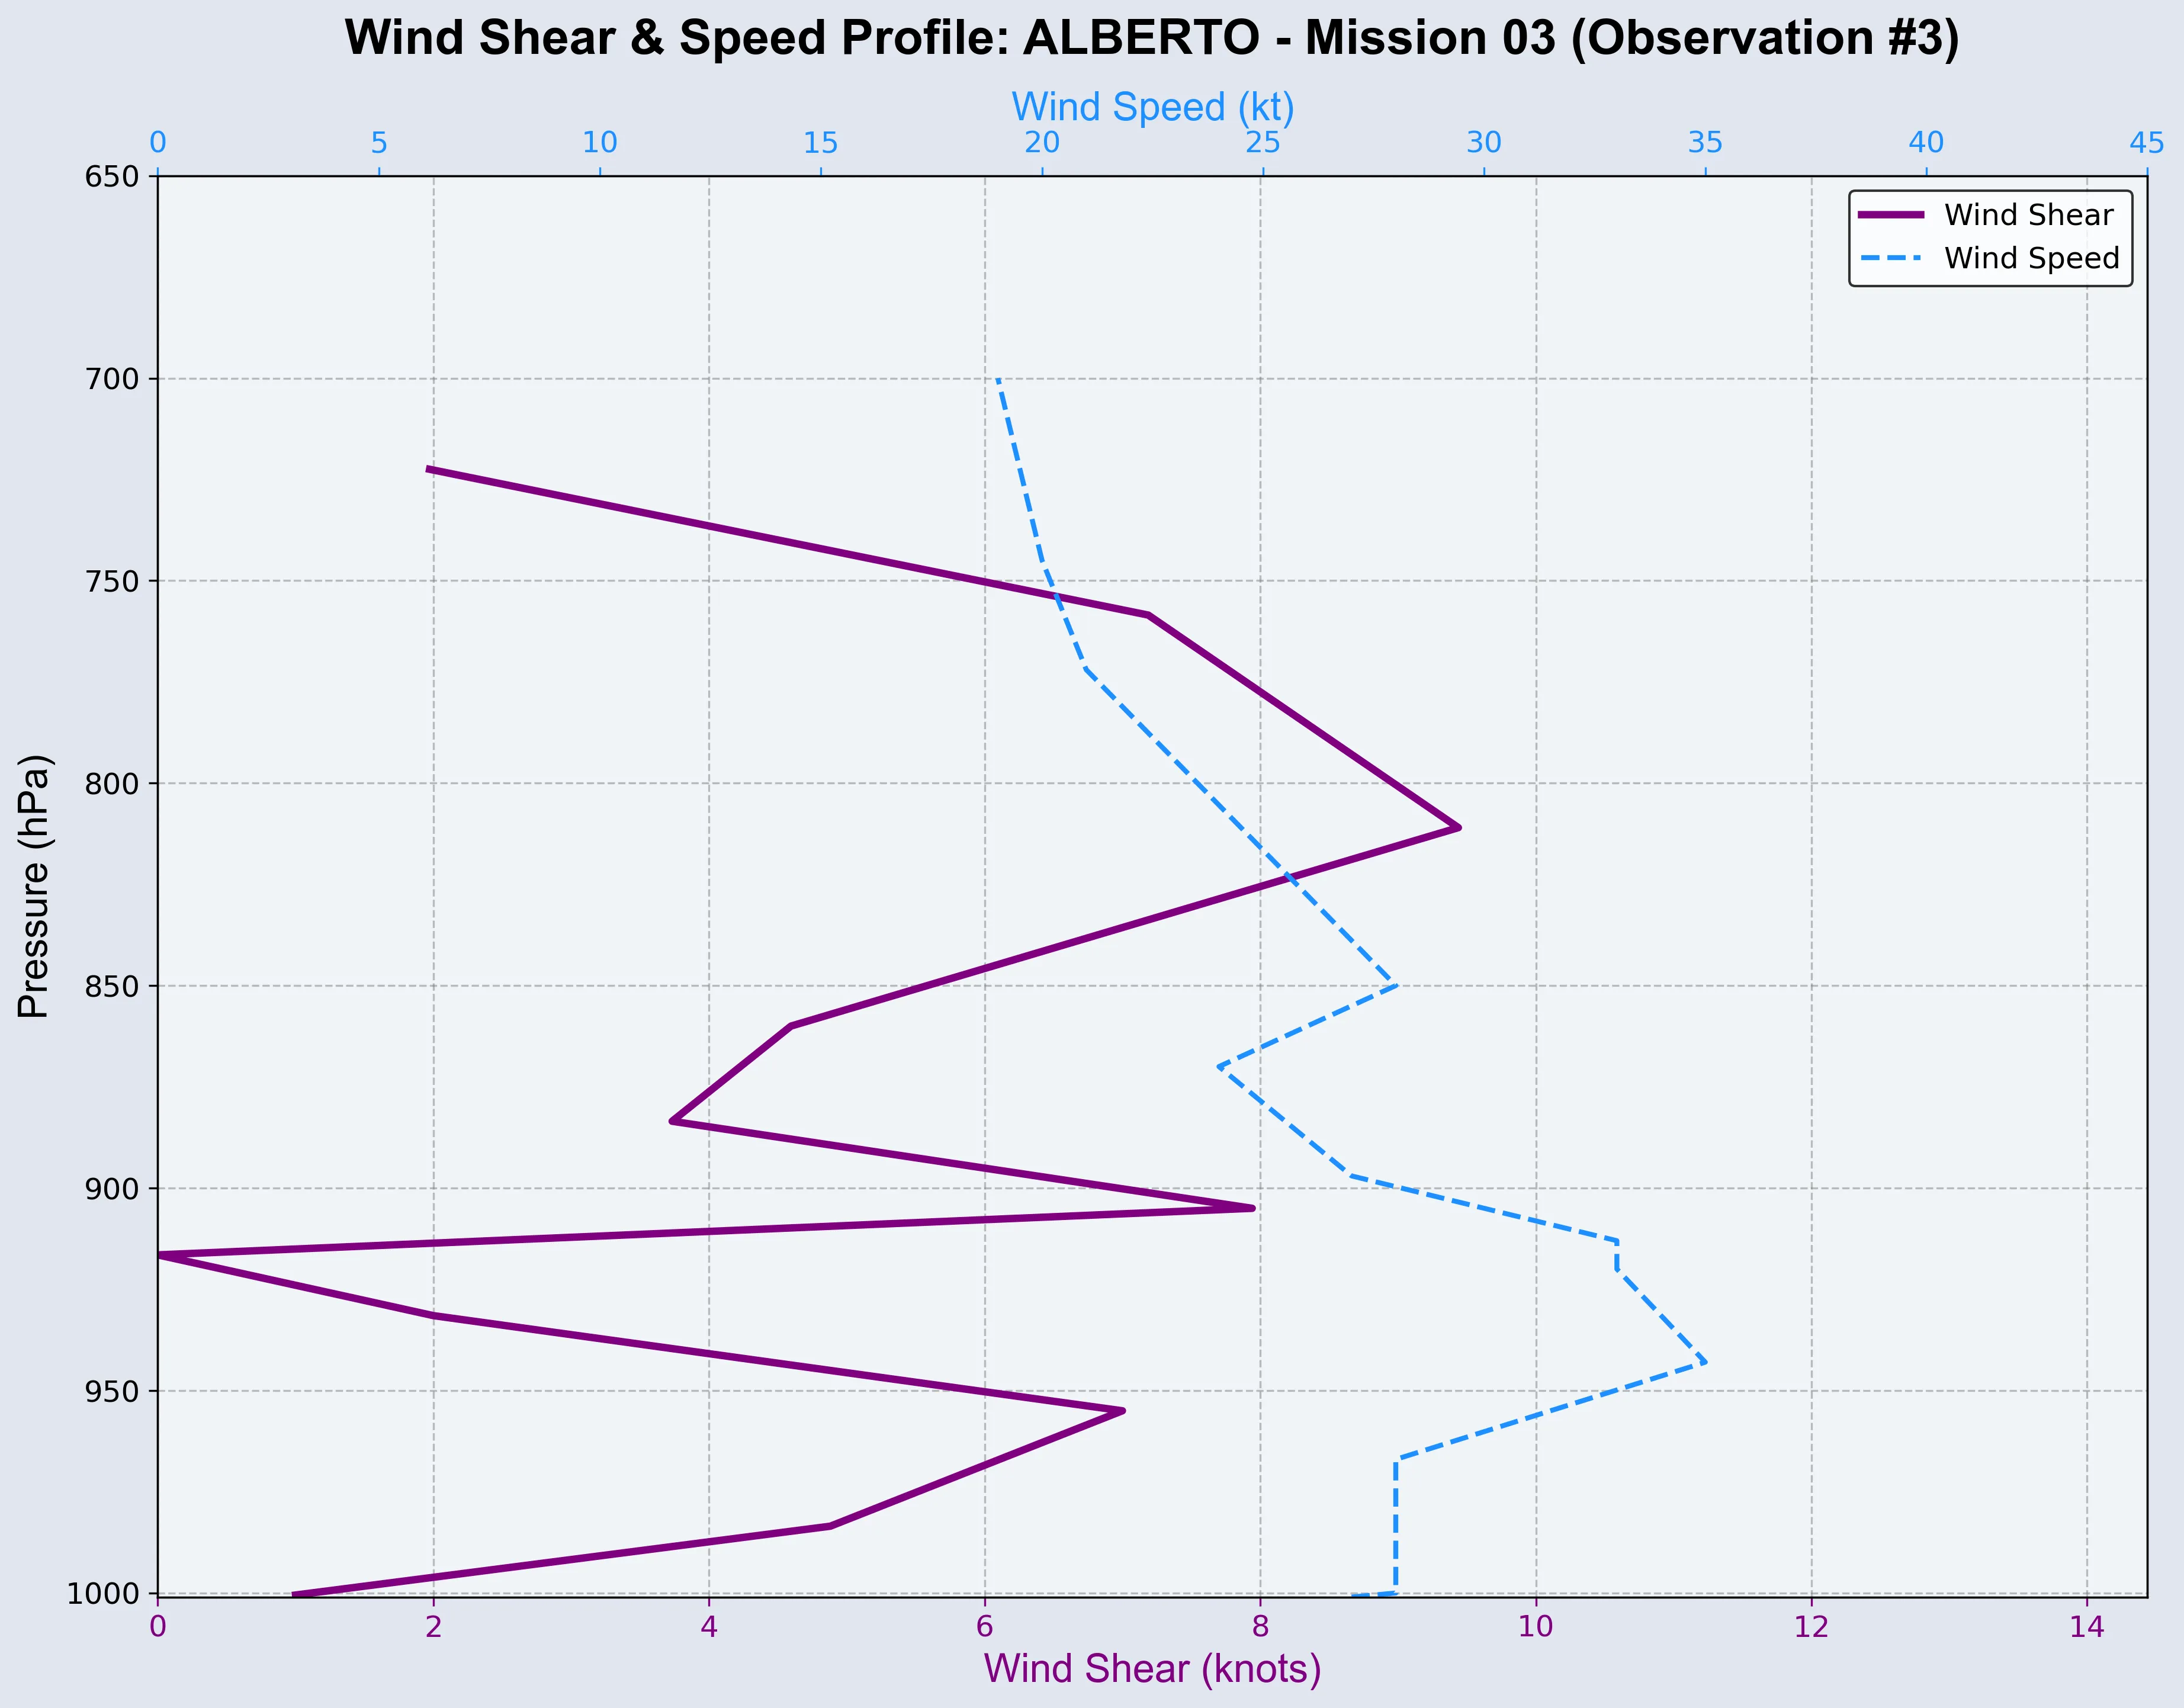 Wind Shear & Speed Profile: ALBERTO - Mission 03 (Observation #3)
Wind Speed (kt)
0 5 10 15 20 25 30 35 40 45
Wind Shear
Wind Speed
Pressure (hPa)
650
700
750
800
850
900
950
1000
0 2 4 6 8 10 12 14
Wind Shear (knots)